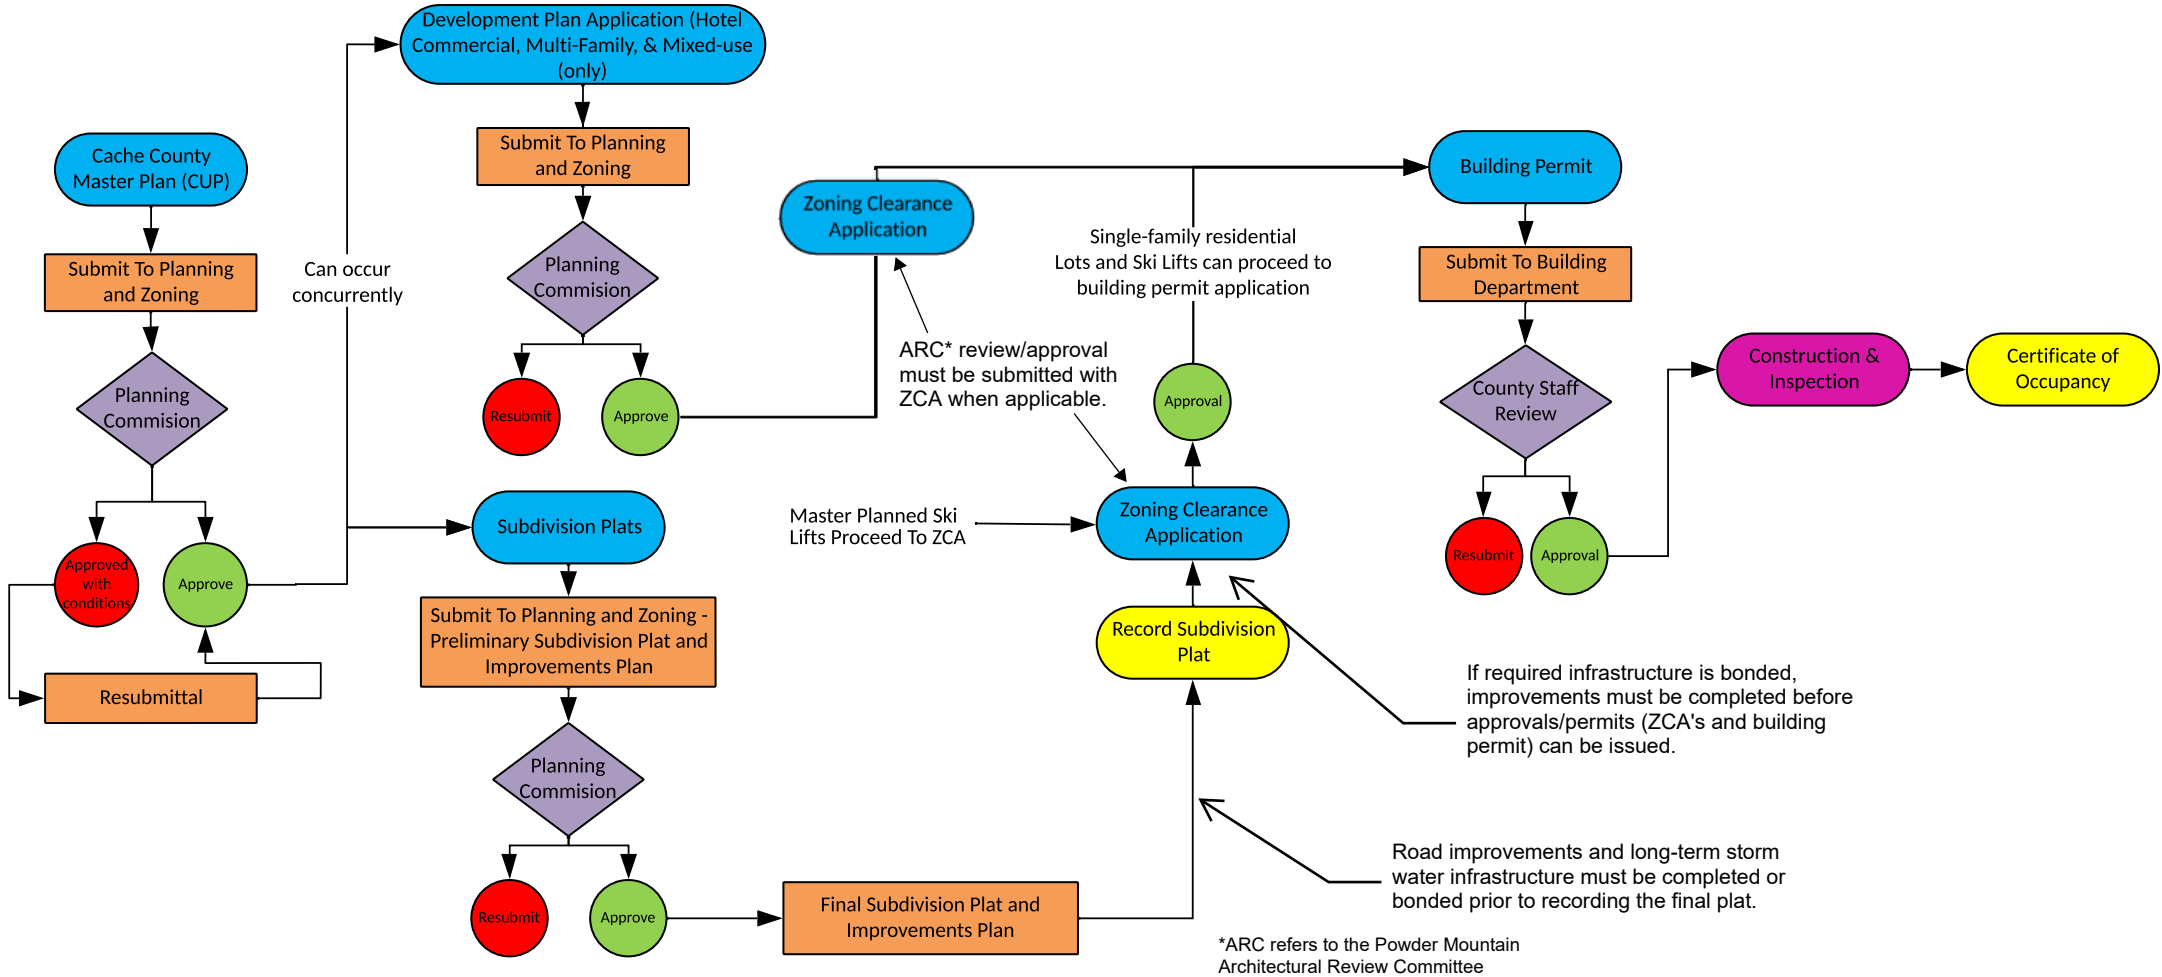 Development Plan Application (Hotel
Commercial, Multi-Family, & Mixed-use
(only)
Submit To Planning
and Zoning
Planning
Commision
Resubmit
Approve
Cache County
Master Plan (CUP)
Submit To Planning
and Zoning
Planning
Commision
Approved
with
conditions
Approve
Resubmittal
Can occur
concurrently
Subdivision Plats
Submit To Planning and Zoning -
Preliminary Subdivision Plat and
Improvements Plan
Planning
Commision
Resubmit
Approve
Final Subdivision Plat and
Improvements Plan
Zoning Clearance
Application
ARC* review/approval
must be submitted with
ZCA when applicable.
Master Planned Ski
Lifts Proceed To ZCA
Single-family residential
Lots and Ski Lifts can proceed to
building permit application
Approval
Zoning Clearance
Application
Record Subdivision
Plat
Building Permit
Submit To Building
Department
County Staff
Review
Resubmit
Approval
Construction &
Inspection
Certificate of
Occupancy
If required infrastructure is bonded,
improvements must be completed before
approvals/permits (ZCA's and building
permit) can be issued.
Road improvements and long-term storm
water infrastructure must be completed or
bonded prior to recording the final plat.
*ARC refers to the Powder Mountain
Architectural Review Committee